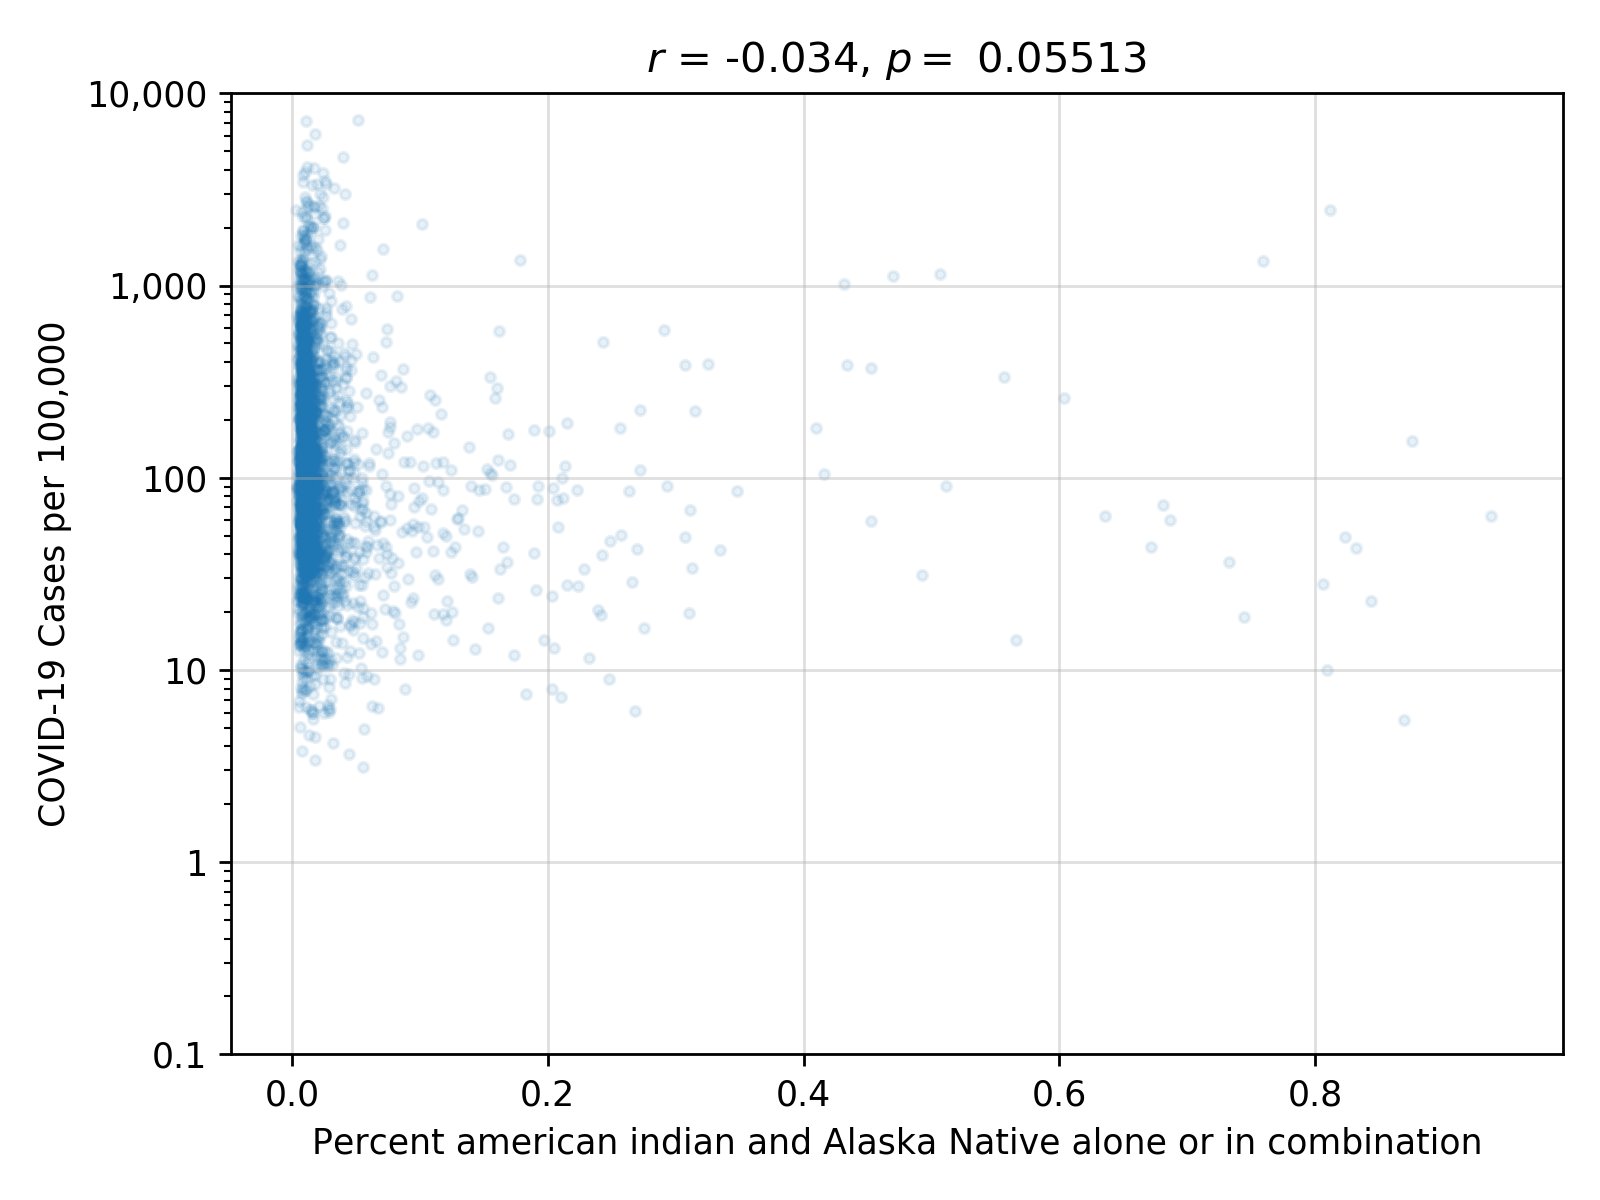 r = -0.034, p = 0.05513
10,000
1,000
100
10
1
0.1
COVID-19 Cases per 100,000
0.0 0.2 0.4 0.6 0.8
Percent american indian and Alaska Native alone or in combination